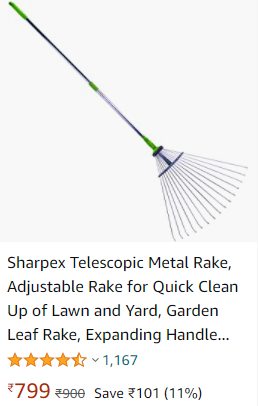 Sharpex Telescopic Metal Rake,
Adjustable Rake for Quick Clean
Up of Lawn and Yard, Garden
Leaf Rake, Expanding Handle...
1,167
₹799 ₹900 Save ₹101 (11%)